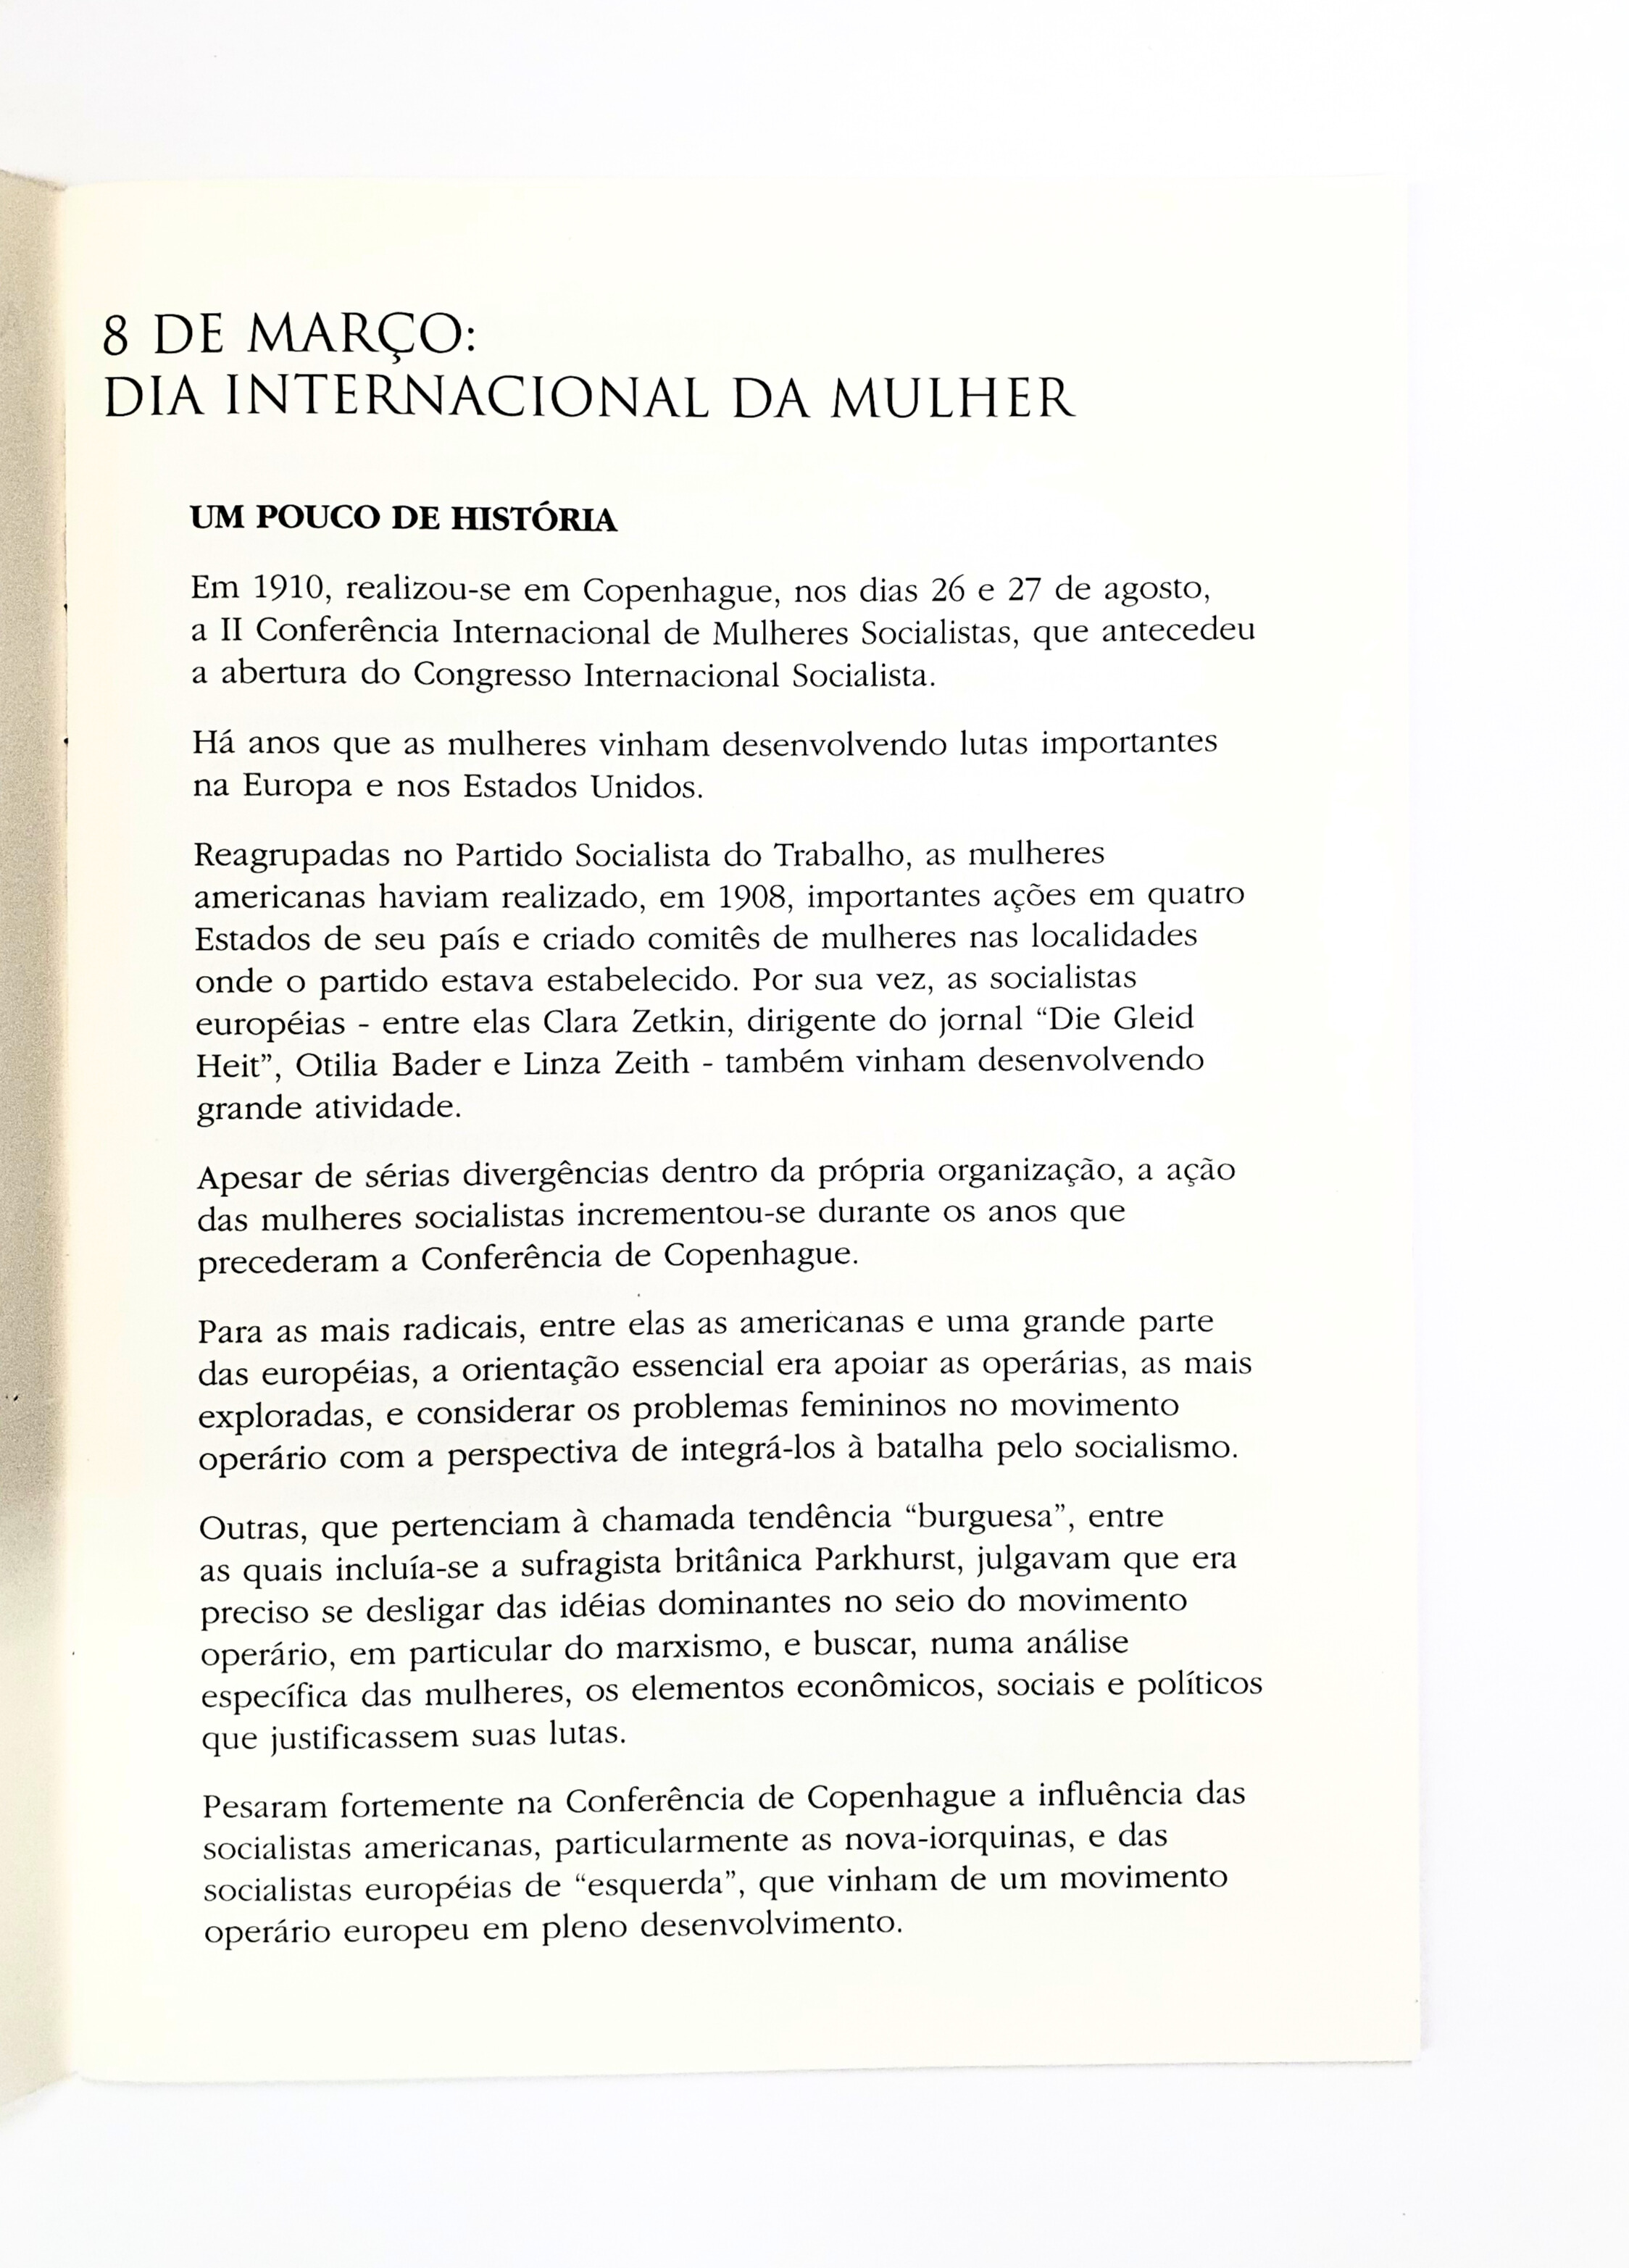 8 DE MARÇO:
DIA INTERNACIONAL DA MULHER
UM POUCO DE HISTÓRIA
Em 1910, realizou-se em Copenhague, nos dias 26 e 27 de agosto,
a II Conferência Internacional de Mulheres Socialistas, que antecedeu
a abertura do Congresso Internacional Socialista.
Há anos que as mulheres vinham desenvolvendo lutas importantes
na Europa e nos Estados Unidos.
Reagrupadas no Partido Socialista do Trabalho, as mulheres
americanas haviam realizado, em 1908, importantes ações em quatro
Estados de seu país e criado comitês de mulheres nas localidades
onde o partido estava estabelecido. Por sua vez, as socialistas
européias - entre elas Clara Zetkin, dirigente do jornal “Die Gleid
Heit”, Otilia Bader e Linza Zeith - também vinham desenvolvendo
grande atividade.
Apesar de sérias divergências dentro da própria organização, a ação
das mulheres socialistas incrementou-se durante os anos que
precederam a Conferência de Copenhague.
Para as mais radicais, entre elas as americanas e uma grande parte
das européias, a orientação essencial era apoiar as operárias, as mais
exploradas, e considerar os problemas femininos no movimento
operário com a perspectiva de integrá-los à batalha pelo socialismo.
Outras, que pertenciam à chamada tendência “burguesa”, entre
as quais incluía-se a sufragista britânica Parkhurst, julgavam que era
preciso se desligar das idéias dominantes no seio do movimento
operário, em particular do marxismo, e buscar, numa análise
específica das mulheres, os elementos econômicos, sociais e políticos
que justificassem suas lutas.
Pesaram fortemente na Conferência de Copenhague a influência das
socialistas americanas, particularmente as nova-iorquinas, e das
socialistas européias de “esquerda”, que vinham de um movimento
operário europeu em pleno desenvolvimento.